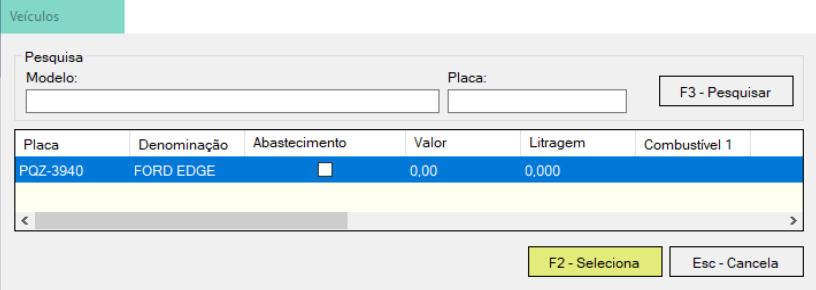 Veículos
Pesquisa
Modelo: Placa:
F3 - Pesquisar
Placa Denominação Abastecimento Valor Litragem Combustível 1
PQZ-3940 FORD EDGE 0,00 0,000
F2 - Seleciona Esc - Cancela